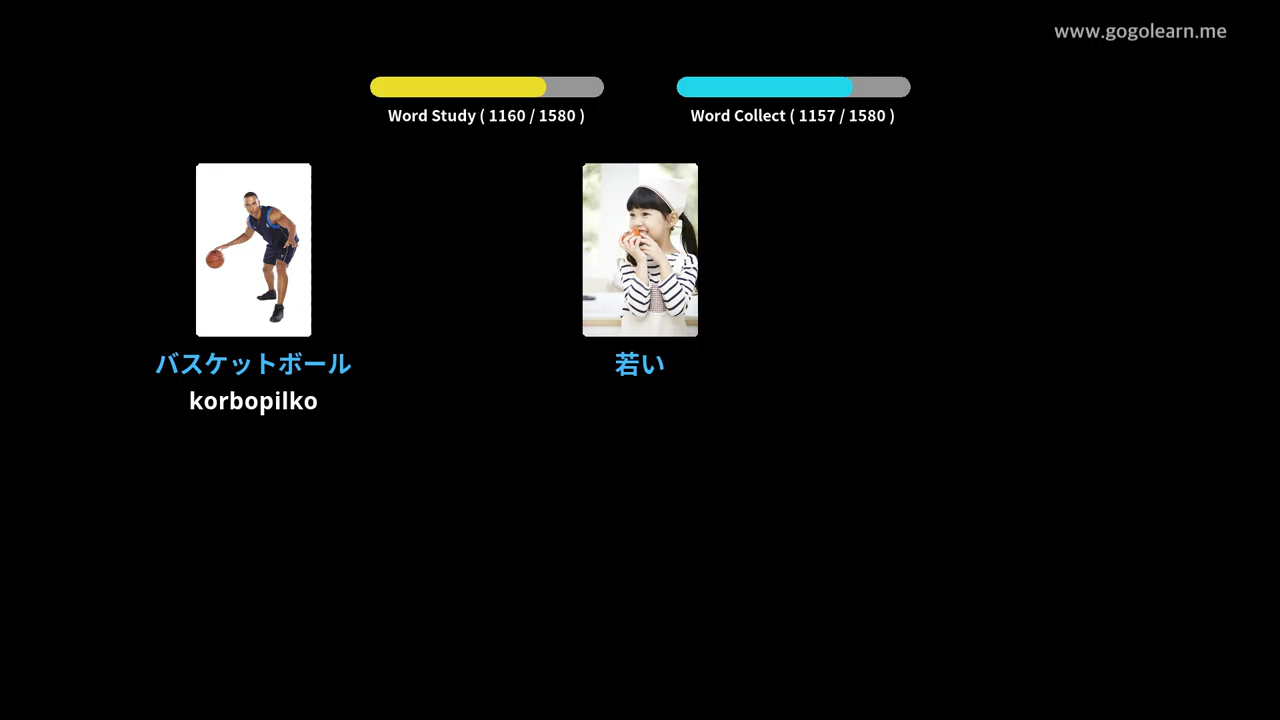 www.gogolearn.me
Word Study ( 1160 / 1580 )
Word Collect ( 1157 / 1580 )
バスケットボール
korbopilko
若い